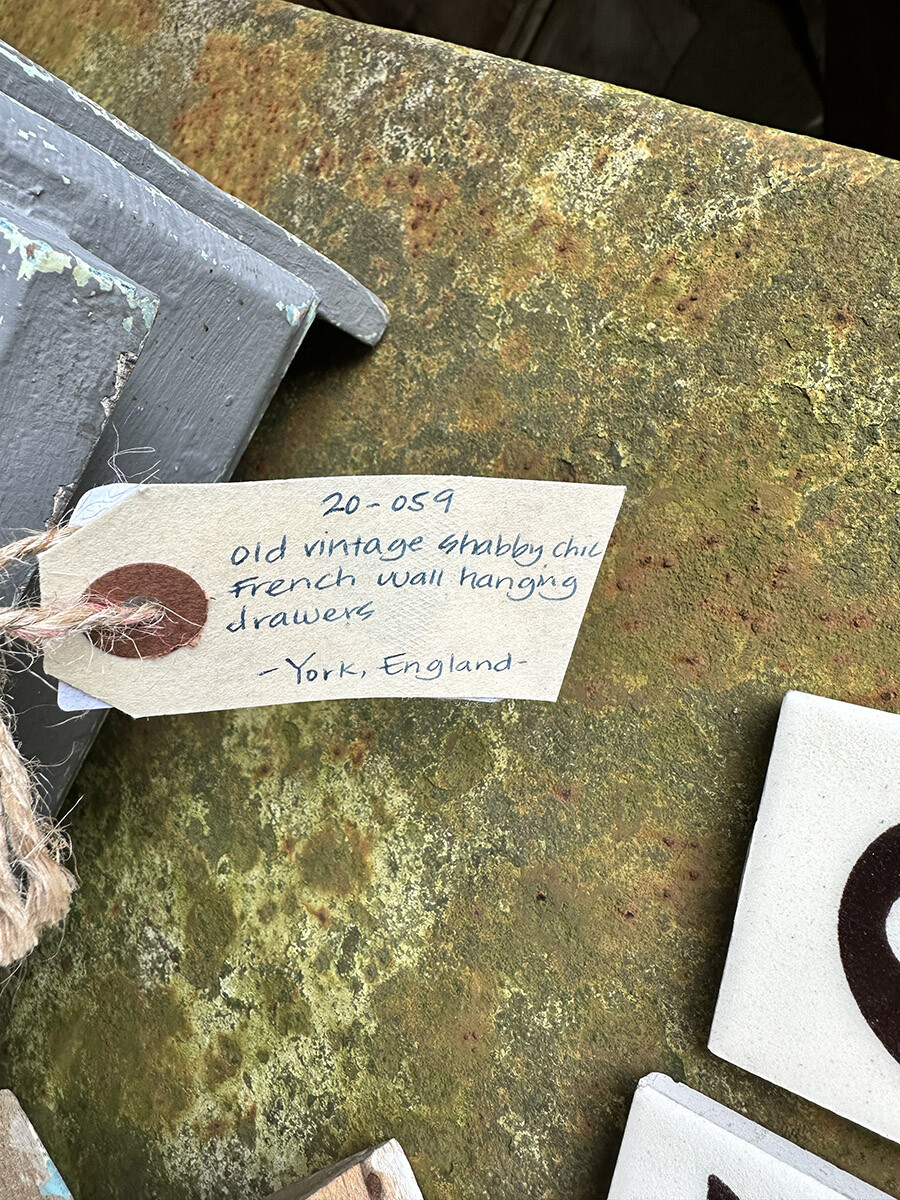 20-059
old vintage shabby chic
French wall hanging
drawers
-York, England-